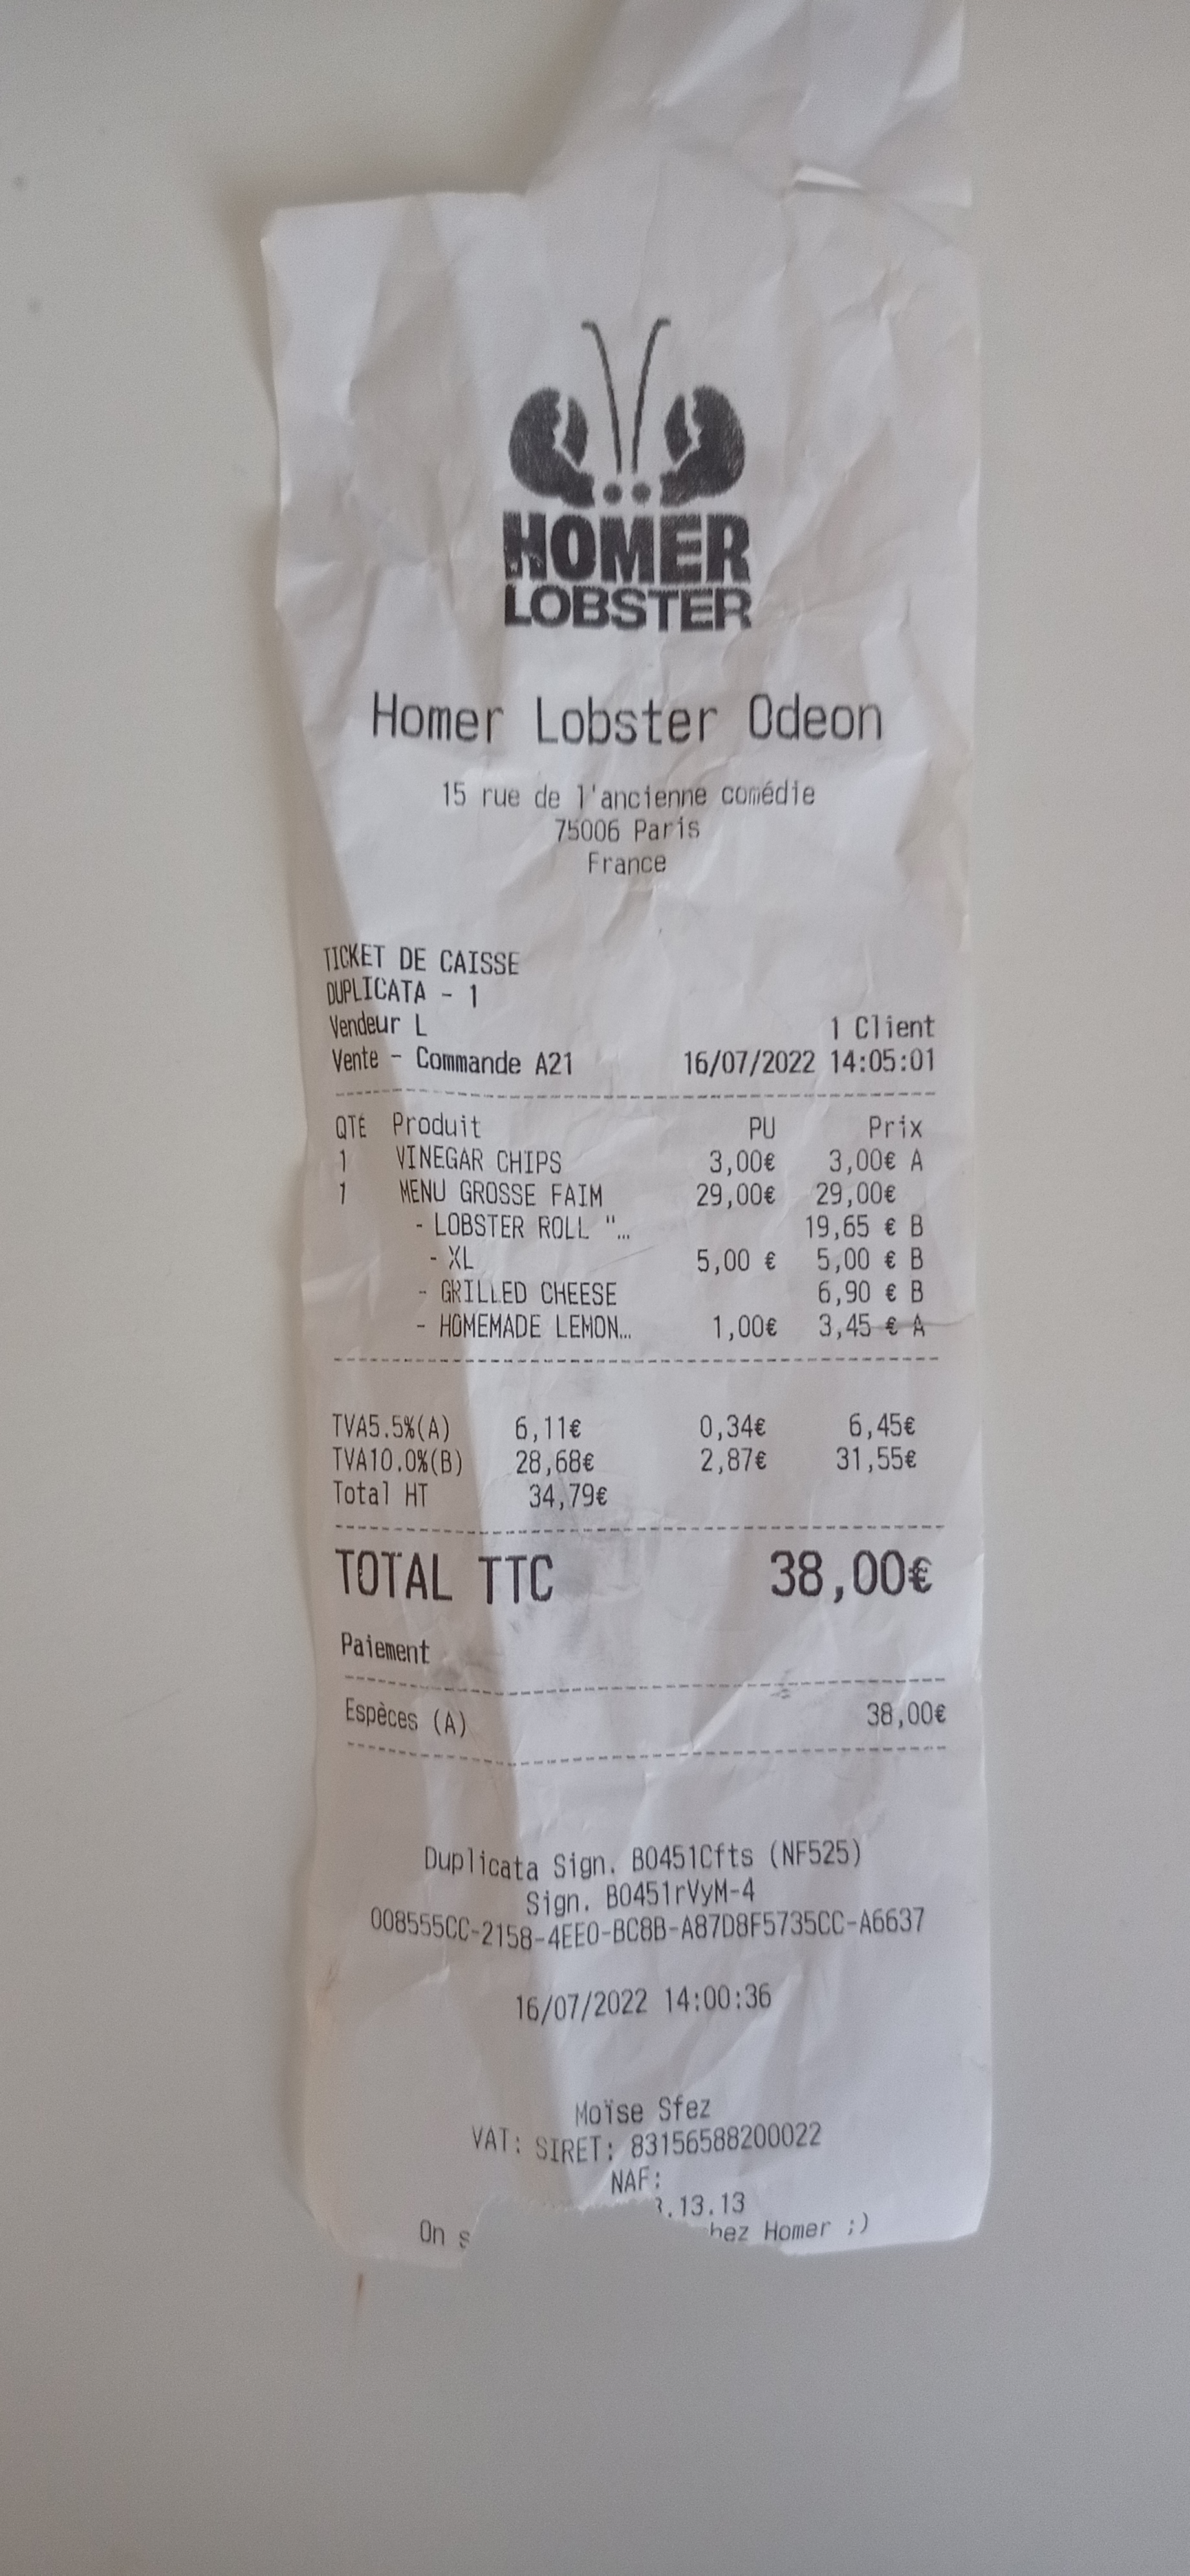 HOMER
LOBSTER
Homer Lobster Odeon
15 rue de l'ancienne comédie
75006 Paris
France
TICKET DE CAISSE
DUPLICATA - 1
Vendeur L 1 Client
Vente - Commande A21 16/07/2022 14:05:01
QTÉ Produit PU Prix
1 VINEGAR CHIPS 3,00€ 3,00€ A
1 MENU GROSSE FAIM 29,00€ 29,00€
- LOBSTER ROLL "… 19,65 € B
- XL 5,00 € 5,00 € B
- GRILLED CHEESE 6,90 € B
- HOMEMADE LEMON… 1,00€ 3,45 € A
TVA5.5%(A) 6,11€ 0,34€ 6,45€
TVA10.0%(B) 28,68€ 2,87€ 31,55€
Total HT 34,79€
TOTAL TTC 38,00€
Paiement
Espèces (A) 38,00€
Duplicata Sign. B0451Cfts (NF525)
Sign. B0451rVyM-4
008555CC-2158-4EE0-BC8B-A87D8F5735CC-A6637
16/07/2022 14:00:36
Moïse Sfez
VAT: SIRET: 83156588200022
NAF:
.13.13
On Homer ;)